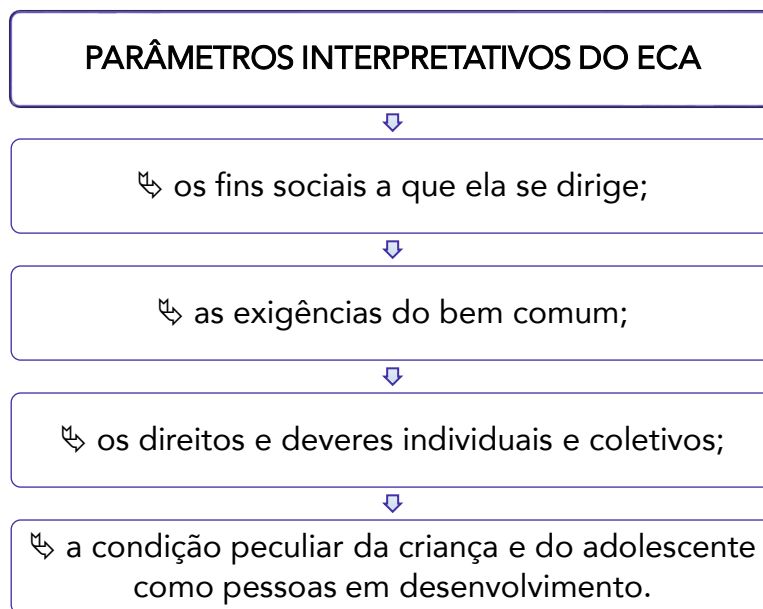 PARÂMETROS INTERPRETATIVOS DO ECA
os fins sociais a que ela se dirige;
as exigências do bem comum;
os direitos e deveres individuais e coletivos;
a condição peculiar da criança e do adolescente
como pessoas em desenvolvimento.